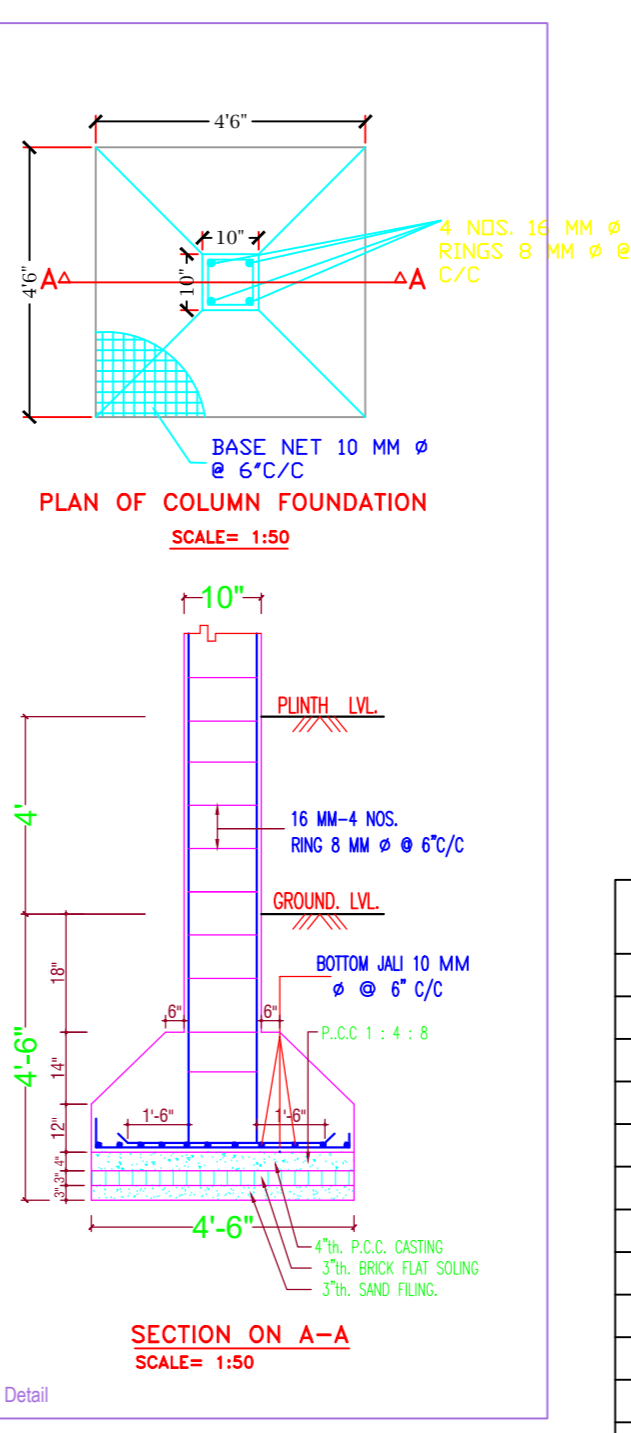 4'6"
10"
4 NOS. 16 MM ø
RINGS 8 MM ø @
C/C
4'6"
A
10"
A
BASE NET 10 MM ø
@ 6"C/C
PLAN OF COLUMN FOUNDATION
SCALE= 1:50
10"
PLINTH LVL.
4'
16 MM-4 NOS.
RING 8 MM ø @ 6"C/C
GROUND. LVL.
18"
BOTTOM JALI 10 MM
ø @ 6" C/C
6"
6"
P..C.C 1 : 4 : 8
4'-6"
14"
12"
1'-6"
1'-6"
4"
3"
3"
4'-6"
4"th. P.C.C. CASTING
3"th. BRICK FLAT SOLING
3"th. SAND FILING.
SECTION ON A-A
SCALE= 1:50
Detail